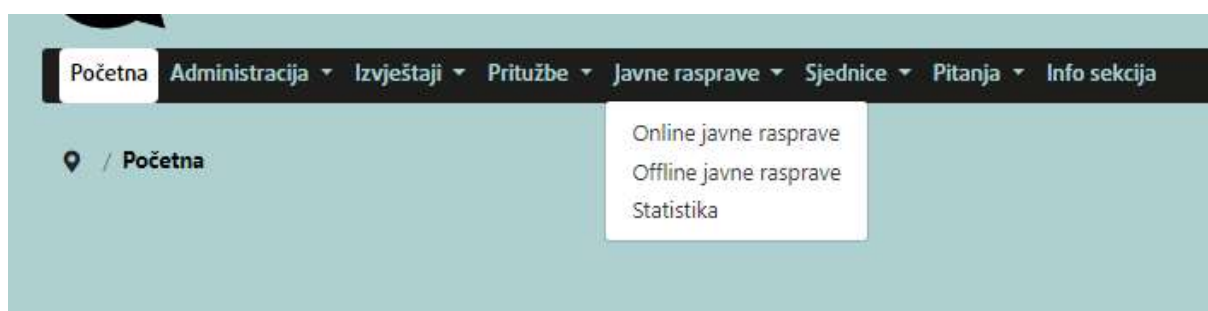 Početna Administracija Izvještaji Pritužbe Javne rasprave Sjednice Pitanja Info sekcija
Online javne rasprave
/ Početna
Offline javne rasprave
Statistika